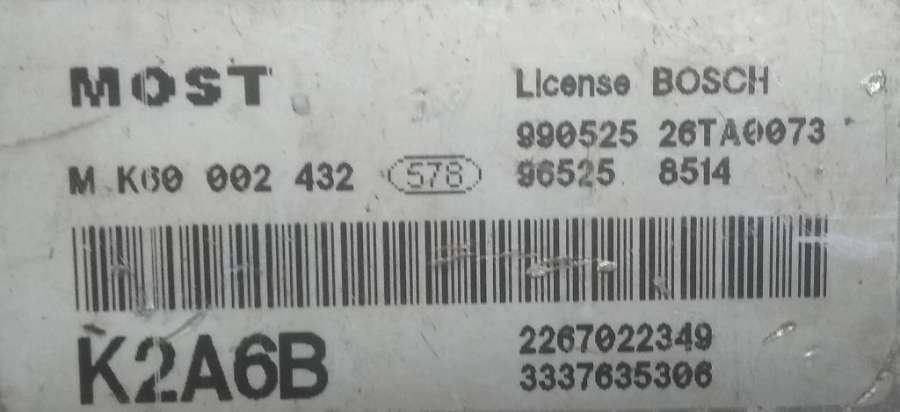 MOST
License BOSCH
990525 26TA0073
M K60 002 432 578 96525 8514
K2A6B
2267022349
3337635306